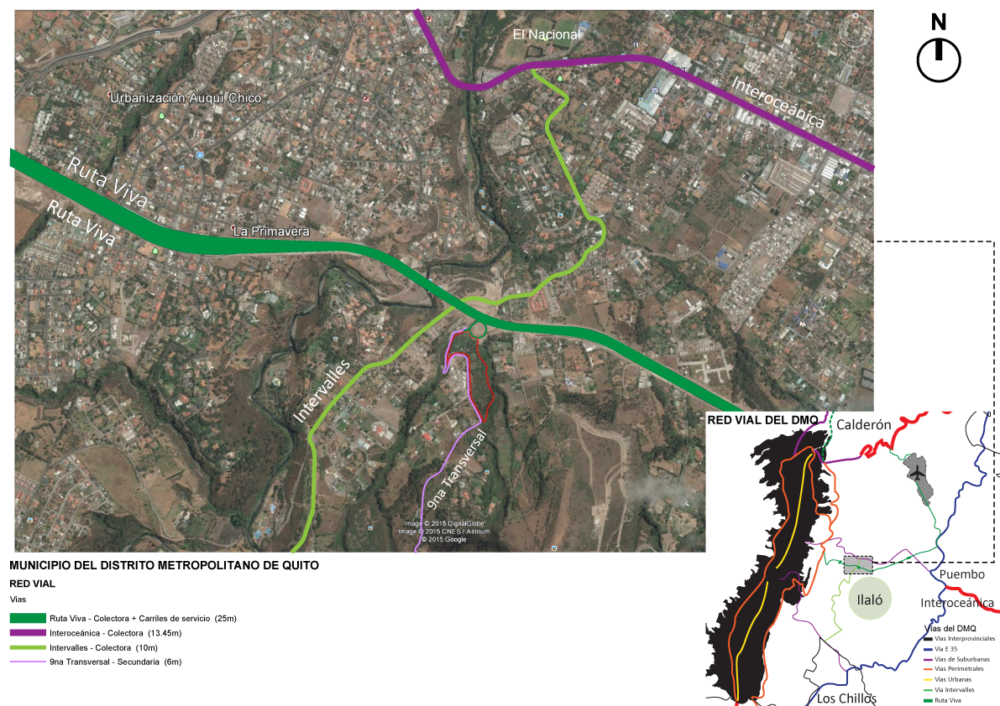 N
El Nacional
Interoceánica
Urbanización Auquí Chico
Ruta Viva
Ruta Viva
La Primavera
Intervalles
9na Transversal
Image © 2015 DigitalGlobe
Image © 2015 CNES / Astrium
© 2015 Google
RED VIAL DEL DMQ
Calderón
Puembo
Ilaló
Interoceánica
Los Chillos
Vías del DMQ
Vías Interprovinciales
Vía E 35
Vías de Suburbanas
Vías Perimetrales
Vías Urbanas
Vía Intervalles
Ruta Viva
MUNICIPIO DEL DISTRITO METROPOLITANO DE QUITO
RED VIAL
Vias
Ruta Viva - Colectora + Carriles de servicio (25m)
Interoceánica - Colectora (13.45m)
Intervalles - Colectora (10m)
9na Transversal - Secundaria (6m)